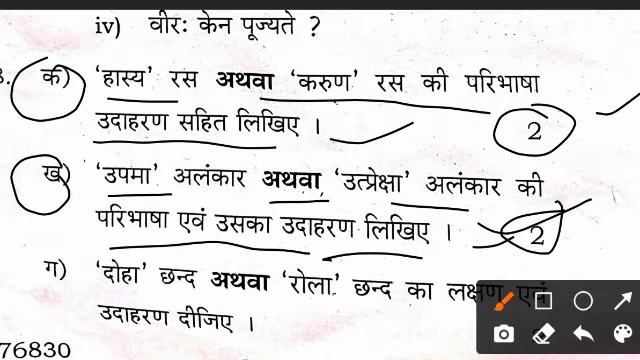 iv) वीरः केन पूज्यते ?
3. क) 'हास्य' रस अथवा 'करुण' रस की परिभाषा
उदाहरण सहित लिखिए । 2
ख) 'उपमा' अलंकार अथवा 'उत्प्रेक्षा' अलंकार की
परिभाषा एवं उसका उदाहरण लिखिए । 2
ग) 'दोहा' छन्द अथवा 'रोला' छन्द का लक्षण एवं
उदाहरण दीजिए ।
76830